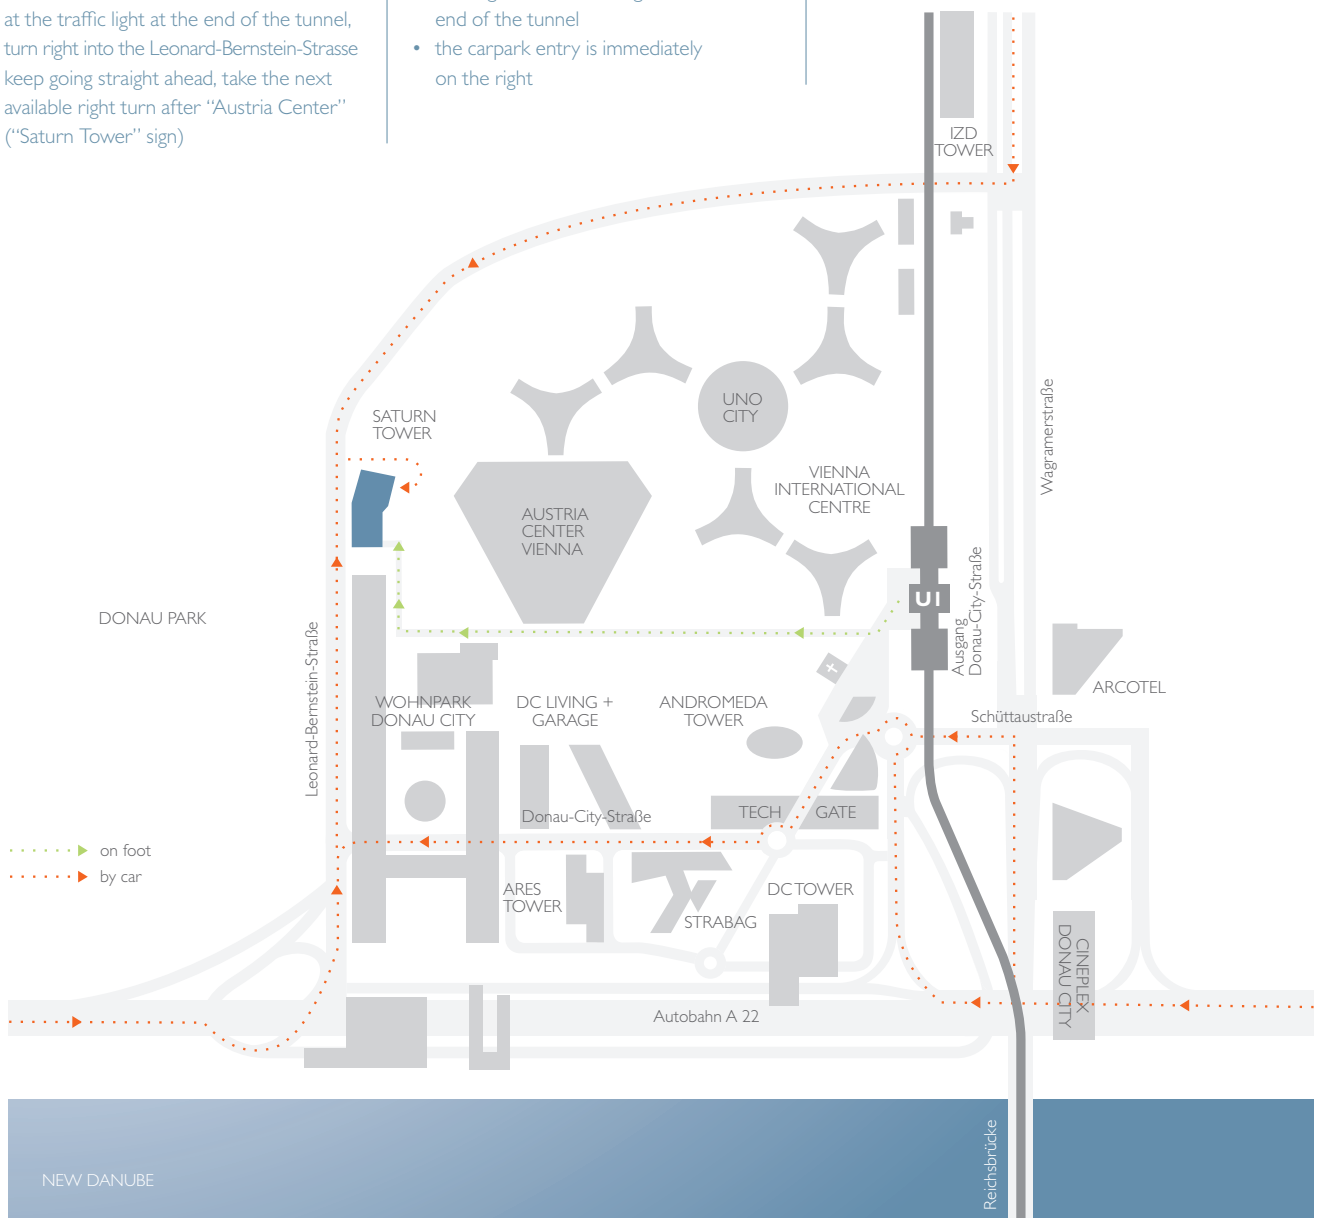 at the traffic light at the end of the tunnel,
turn right into the Leonard-Bernstein-Strasse
keep going straight ahead, take the next
available right turn after “Austria Center”
(“Saturn Tower” sign)
end of the tunnel
• the carpark entry is immediately
on the right
IZD
TOWER
SATURN
TOWER
UNO
CITY
Wagramerstraße
VIENNA
INTERNATIONAL
CENTRE
AUSTRIA
CENTER
VIENNA
U1
Ausgang
Donau-City-Straße
DONAU PARK
Leonard-Bernstein-Straße
ARCOTEL
WOHNPARK
DONAU CITY
DC LIVING +
GARAGE
ANDROMEDA
TOWER
Schüttaustraße
Donau-City-Straße
TECH GATE
on foot
by car
ARES
TOWER
STRABAG
DC TOWER
CINEPLEX
DONAU CITY
Autobahn A 22
Reichsbrücke
NEW DANUBE